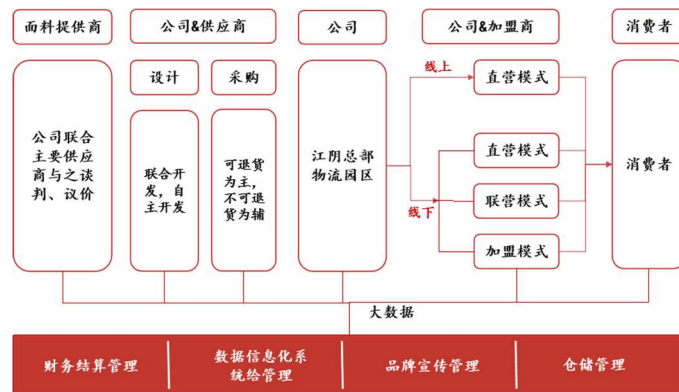 面料提供商
公司&供应商
公司
公司&加盟商
消费者
设计
采购
线上
直营模式
公司联合
主要供应
商与之谈
判、议价
联合开
发，自
主开发
可退货
为主，
不可退
货为辅
江阴总部
物流园区
直营模式
联营模式
线下
加盟模式
消费者
大数据
财务结算管理
数据信息化系
统给管理
品牌宣传管理
仓储管理